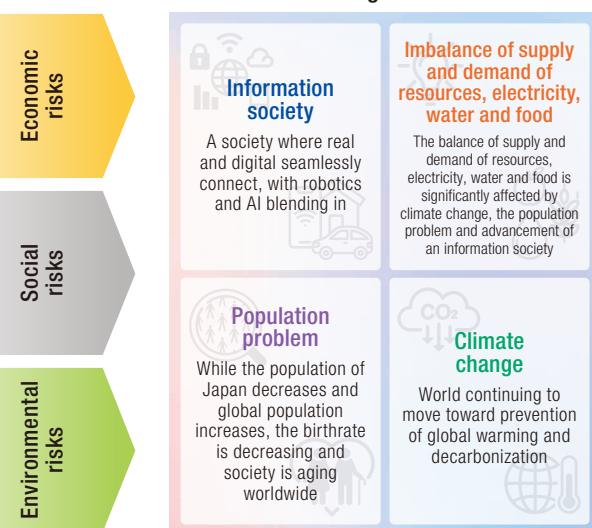 Economic
risks
Social
risks
Environmental
risks
Information
society
A society where real
and digital seamlessly
connect, with robotics
and AI blending in
Imbalance of supply
and demand of
resources, electricity,
water and food
The balance of supply and
demand of resources,
electricity, water and food is
significantly affected by
climate change, the population
problem and advancement of
an information society
Population
problem
While the population of
Japan decreases and
global population
increases, the birthrate
is decreasing and
society is aging
worldwide
CO₂
Climate
change
World continuing to
move toward prevention
of global warming and
decarbonization